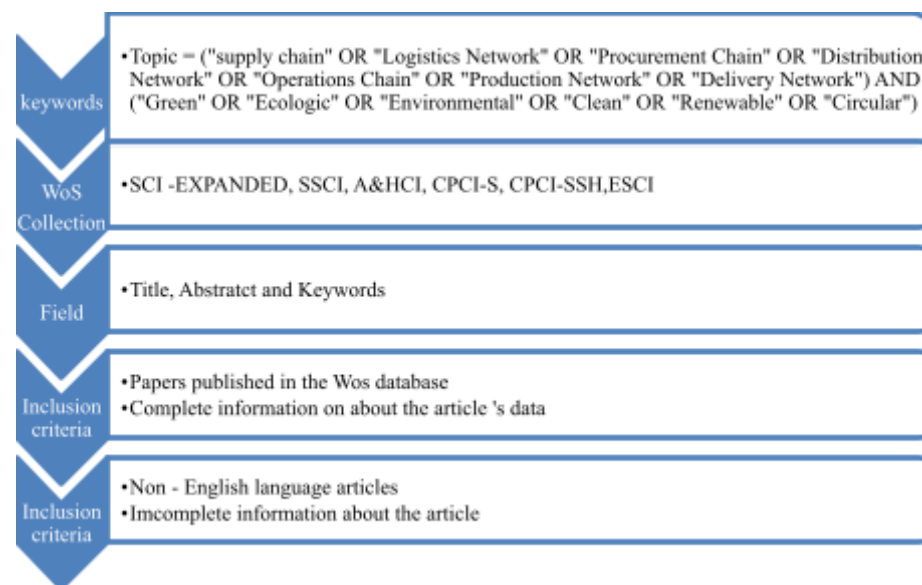 keywords
•Topic = ("supply chain" OR "Logistics Network" OR "Procurement Chain" OR "Distribution
Network" OR "Operations Chain" OR "Production Network" OR "Delivery Network") AND
("Green" OR "Ecologic" OR "Environmental" OR "Clean" OR "Renewable" OR "Circular")
WoS
Collection
•SCI -EXPANDED, SSCI, A&HCI, CPCI-S, CPCI-SSH,ESCI
Field
•Title, Abstratct and Keywords
Inclusion
criteria
•Papers published in the Wos database
•Complete information on about the article 's data
Inclusion
criteria
•Non - English language articles
•Imcomplete information about the article